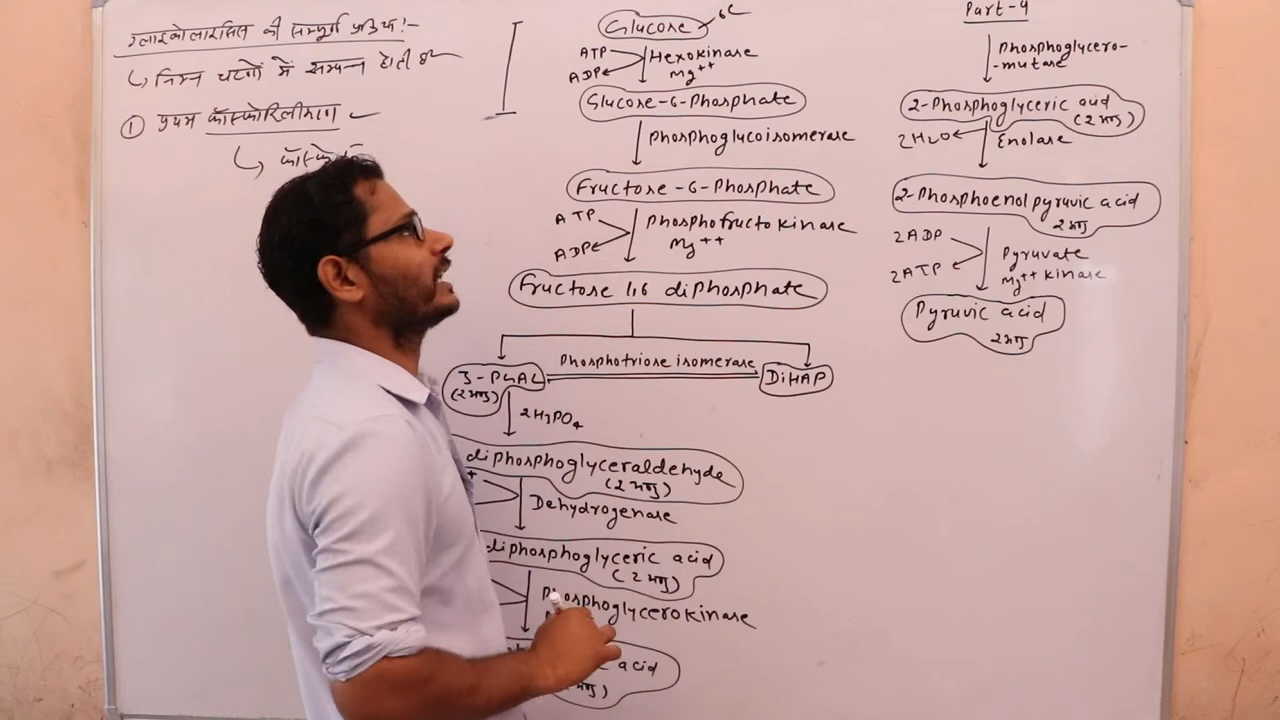 ग्लाइकोलाइसिस की सम्पूर्ण प्रक्रिया :-
निम्न चरणों में सम्पन्न होती है
① प्रथम फॉस्फोरिलीकरण
Glucose 6C
ATP
ADP
Hexokinase
Mg++
Glucose-6-Phosphate
Phosphoglucoisomerase
Fructose-6-Phosphate
ATP
ADP
Phosphofructokinase
Mg++
Fructose 1,6 diphosphate
Phosphotriose isomerase
3-PGAL
(2 अणु)
DiHAP
2H3PO4
diphosphoglyceraldehyde
(2 अणु)
Dehydrogenase
diphosphoglyceric acid
(2 अणु)
Phosphoglycerokinase
acid
Part-4
Phosphoglycero-
-mutase
2-Phosphoglyceric acid
(2 अणु)
2H2O
Enolase
2-Phosphoenolpyruvic acid
2 अणु
2ADP
2ATP
Pyruvate
Mg++ kinase
Pyruvic acid
2 अणु